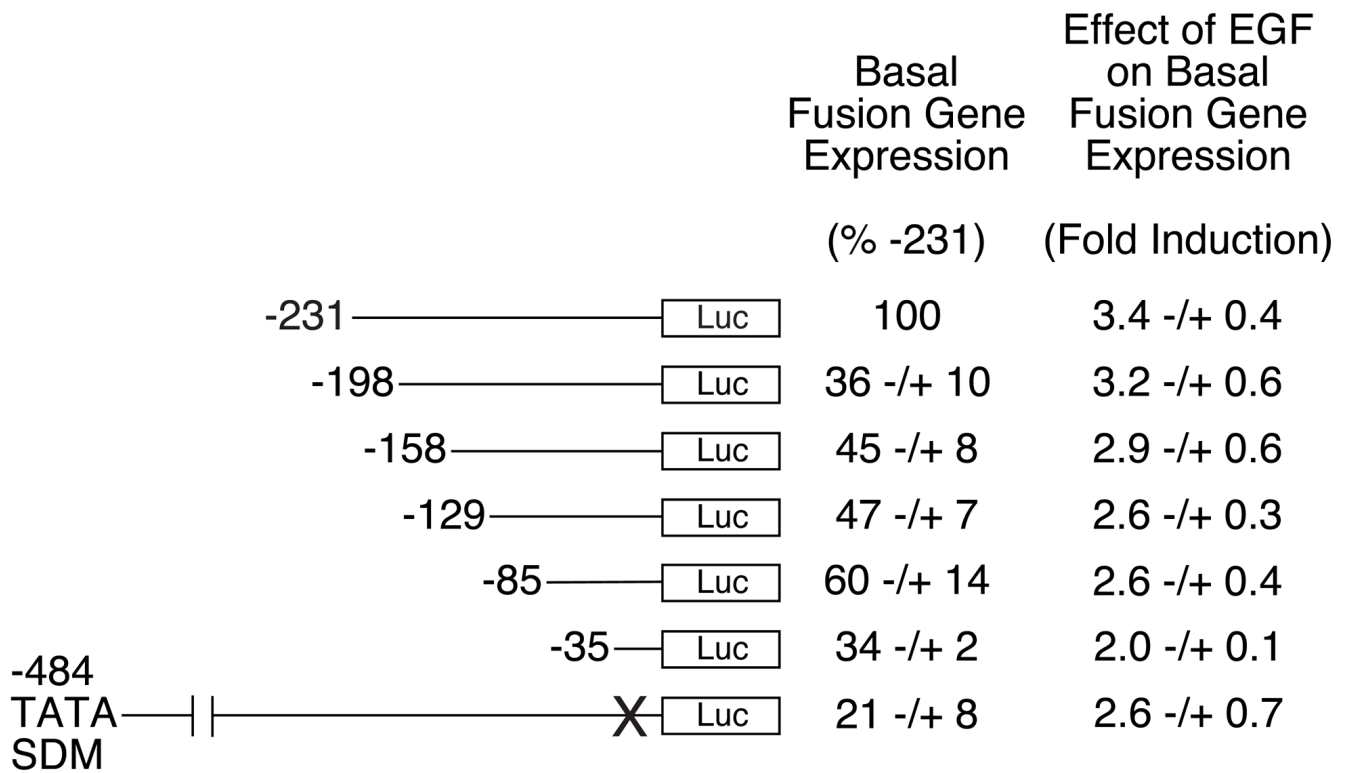 Basal
Fusion Gene
Expression
(% -231)
Effect of EGF
on Basal
Fusion Gene
Expression
(Fold Induction)
-231 Luc 100 3.4 -/+ 0.4
-198 Luc 36 -/+ 10 3.2 -/+ 0.6
-158 Luc 45 -/+ 8 2.9 -/+ 0.6
-129 Luc 47 -/+ 7 2.6 -/+ 0.3
-85 Luc 60 -/+ 14 2.6 -/+ 0.4
-35 Luc 34 -/+ 2 2.0 -/+ 0.1
-484
TATA X Luc 21 -/+ 8 2.6 -/+ 0.7
SDM